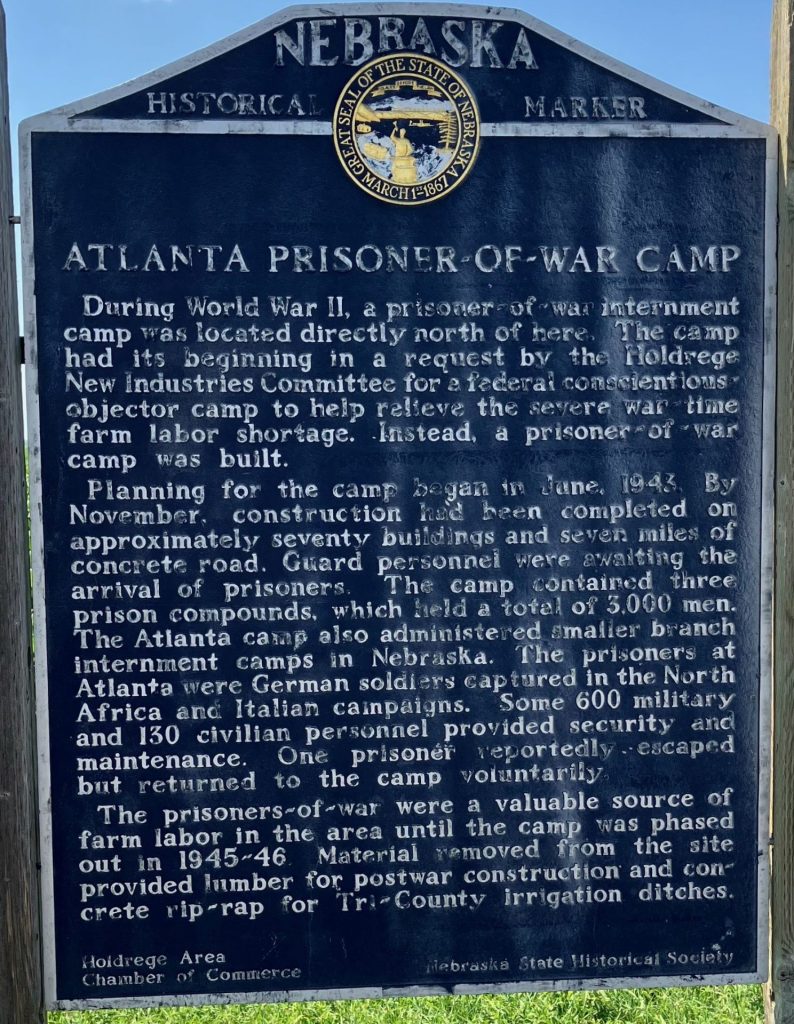 NEBRASKA
HISTORICAL MARKER
GREAT SEAL OF THE STATE OF NEBRASKA
MARCH 1ST 1867
ATLANTA PRISONER-OF-WAR CAMP
During World War II, a prisoner-of-war internment
camp was located directly north of here. The camp
had its beginning in a request by the Holdrege
New Industries Committee for a federal conscientious-
objector camp to help relieve the severe war-time
farm labor shortage. Instead, a prisoner-of-war
camp was built.
Planning for the camp began in June, 1943. By
November, construction had been completed on
approximately seventy buildings and seven miles of
concrete road. Guard personnel were awaiting the
arrival of prisoners. The camp contained three
prison compounds, which held a total of 3,000 men.
The Atlanta camp also administered smaller branch
internment camps in Nebraska. The prisoners at
Atlanta were German soldiers captured in the North
Africa and Italian campaigns. Some 600 military
and 130 civilian personnel provided security and
maintenance. One prisoner reportedly escaped
but returned to the camp voluntarily.
The prisoners-of-war were a valuable source of
farm labor in the area until the camp was phased
out in 1945-46. Material removed from the site
provided lumber for postwar construction and con-
crete rip-rap for Tri-County irrigation ditches.
Holdrege Area
Chamber of Commerce
Nebraska State Historical Society